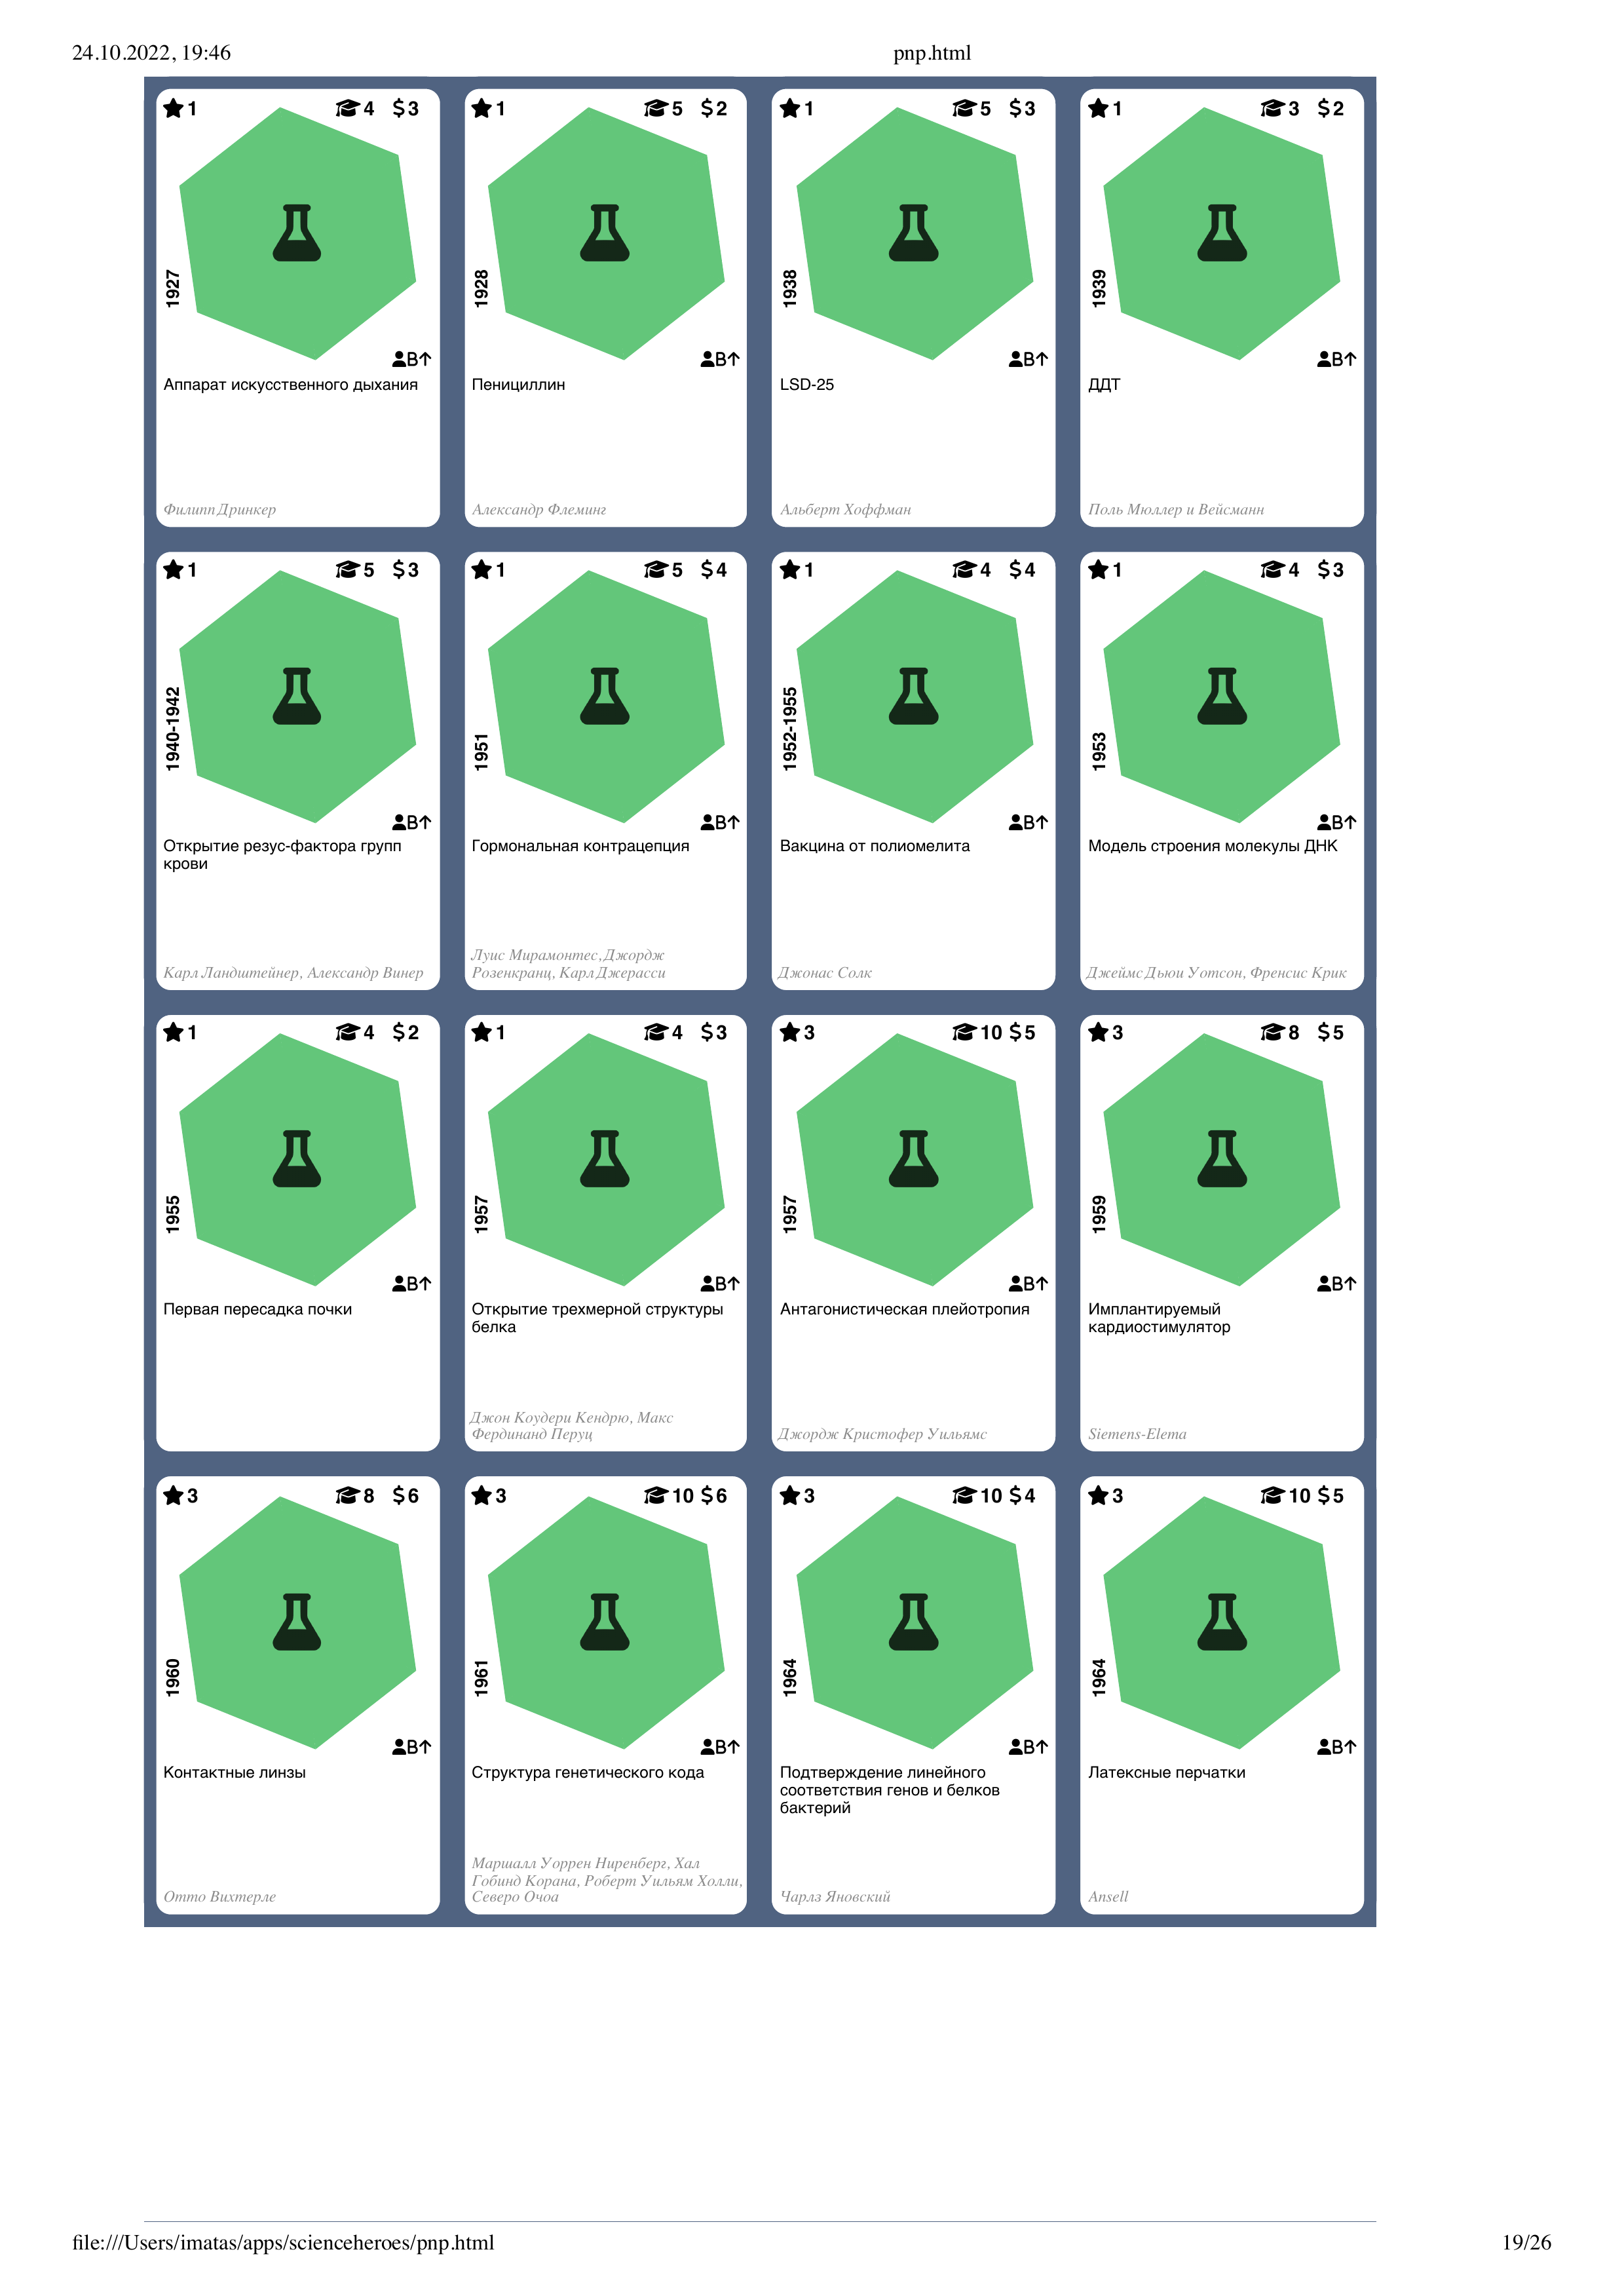 24.10.2022, 19:46
pnp.html
1
4
$3
1927
B↑
Аппарат искусственного дыхания
Филипп Дринкер
1
5
$2
1928
B↑
Пенициллин
Александр Флеминг
1
5
$3
1938
B↑
LSD-25
Альберт Хоффман
1
3
$2
1939
B↑
ДДТ
Поль Мюллер и Вейсманн
1
5
$3
1940-1942
B↑
Открытие резус-фактора групп
крови
Карл Ландштейнер, Александр Винер
1
5
$4
1951
B↑
Гормональная контрацепция
Луис Мирамонтес, Джордж
Розенкранц, Карл Джерасси
1
4
$4
1952-1955
B↑
Вакцина от полиомелита
Джонас Солк
1
4
$3
1953
B↑
Модель строения молекулы ДНК
Джеймс Дьюи Уотсон, Френсис Крик
1
4
$2
1955
B↑
Первая пересадка почки
1
4
$3
1957
B↑
Открытие трехмерной структуры
белка
Джон Коудери Кендрю, Макс
Фердинанд Перуц
3
10
$5
1957
B↑
Антагонистическая плейотропия
Джордж Кристофер Уильямс
3
8
$5
1959
B↑
Имплантируемый
кардиостимулятор
Siemens-Elema
3
8
$6
1960
B↑
Контактные линзы
Отто Вихтерле
3
10
$6
1961
B↑
Структура генетического кода
Маршалл Уоррен Ниренберг, Хал
Гобинд Корана, Роберт Уильям Холли,
Северо Очоа
3
10
$4
1964
B↑
Подтверждение линейного
соответствия генов и белков
бактерий
Чарлз Яновский
3
10
$5
1964
B↑
Латексные перчатки
Ansell
file:///Users/imatas/apps/scienceheroes/pnp.html
19/26